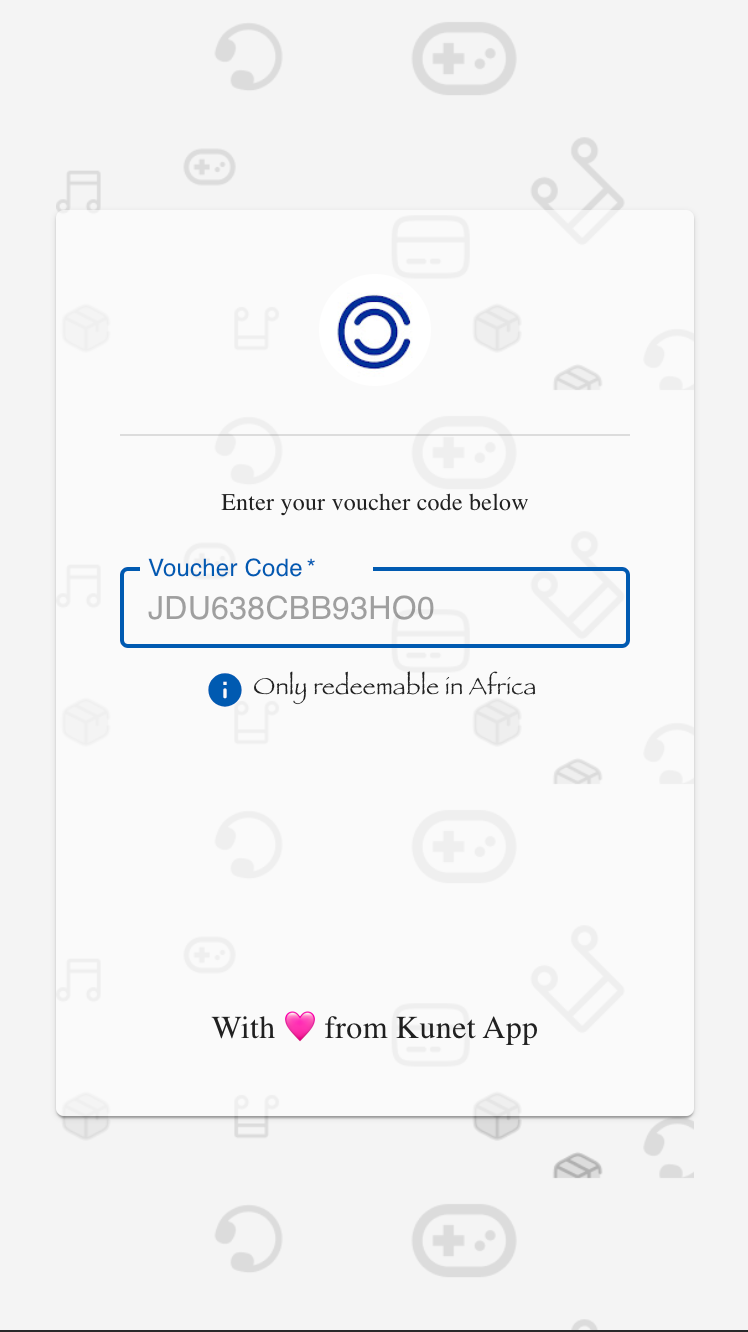 Enter your voucher code below
Voucher Code *
JDU638CBB93HO0
Only redeemable in Africa
With 🩷 from Kunet App